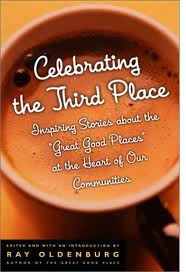 Celebrating
the Third Place
Inspiring Stories about the
"Great Good Places"
at the Heart of Our
Communities
EDITED AND WITH AN INTRODUCTION BY
RAY OLDENBURG
AUTHOR OF THE GREAT GOOD PLACE